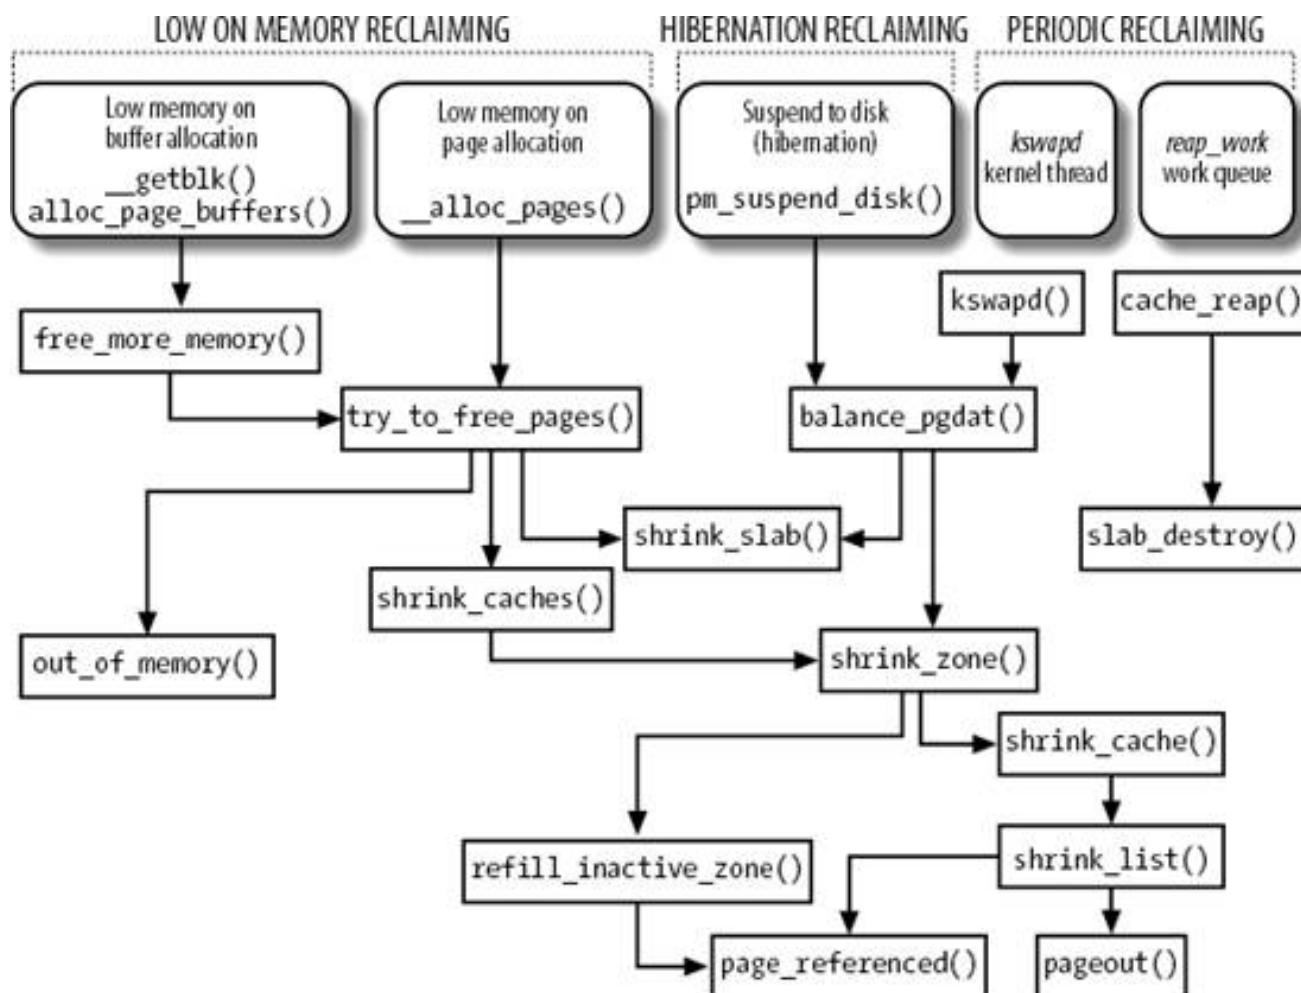 LOW ON MEMORY RECLAIMING
HIBERNATION RECLAIMING
PERIODIC RECLAIMING
Low memory on
buffer allocation
__getblk()
alloc_page_buffers()
Low memory on
page allocation
__alloc_pages()
Suspend to disk
(hibernation)
pm_suspend_disk()
kswapd
kernel thread
reap_work
work queue
kswapd()
cache_reap()
free_more_memory()
try_to_free_pages()
balance_pgdat()
shrink_slab()
slab_destroy()
shrink_caches()
out_of_memory()
shrink_zone()
shrink_cache()
refill_inactive_zone()
shrink_list()
page_referenced()
pageout()